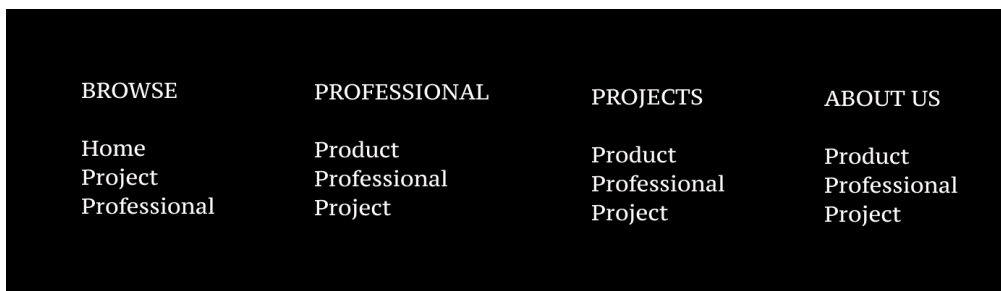 BROWSE
Home
Project
Professional
PROFESSIONAL
Product
Professional
Project
PROJECTS
Product
Professional
Project
ABOUT US
Product
Professional
Project